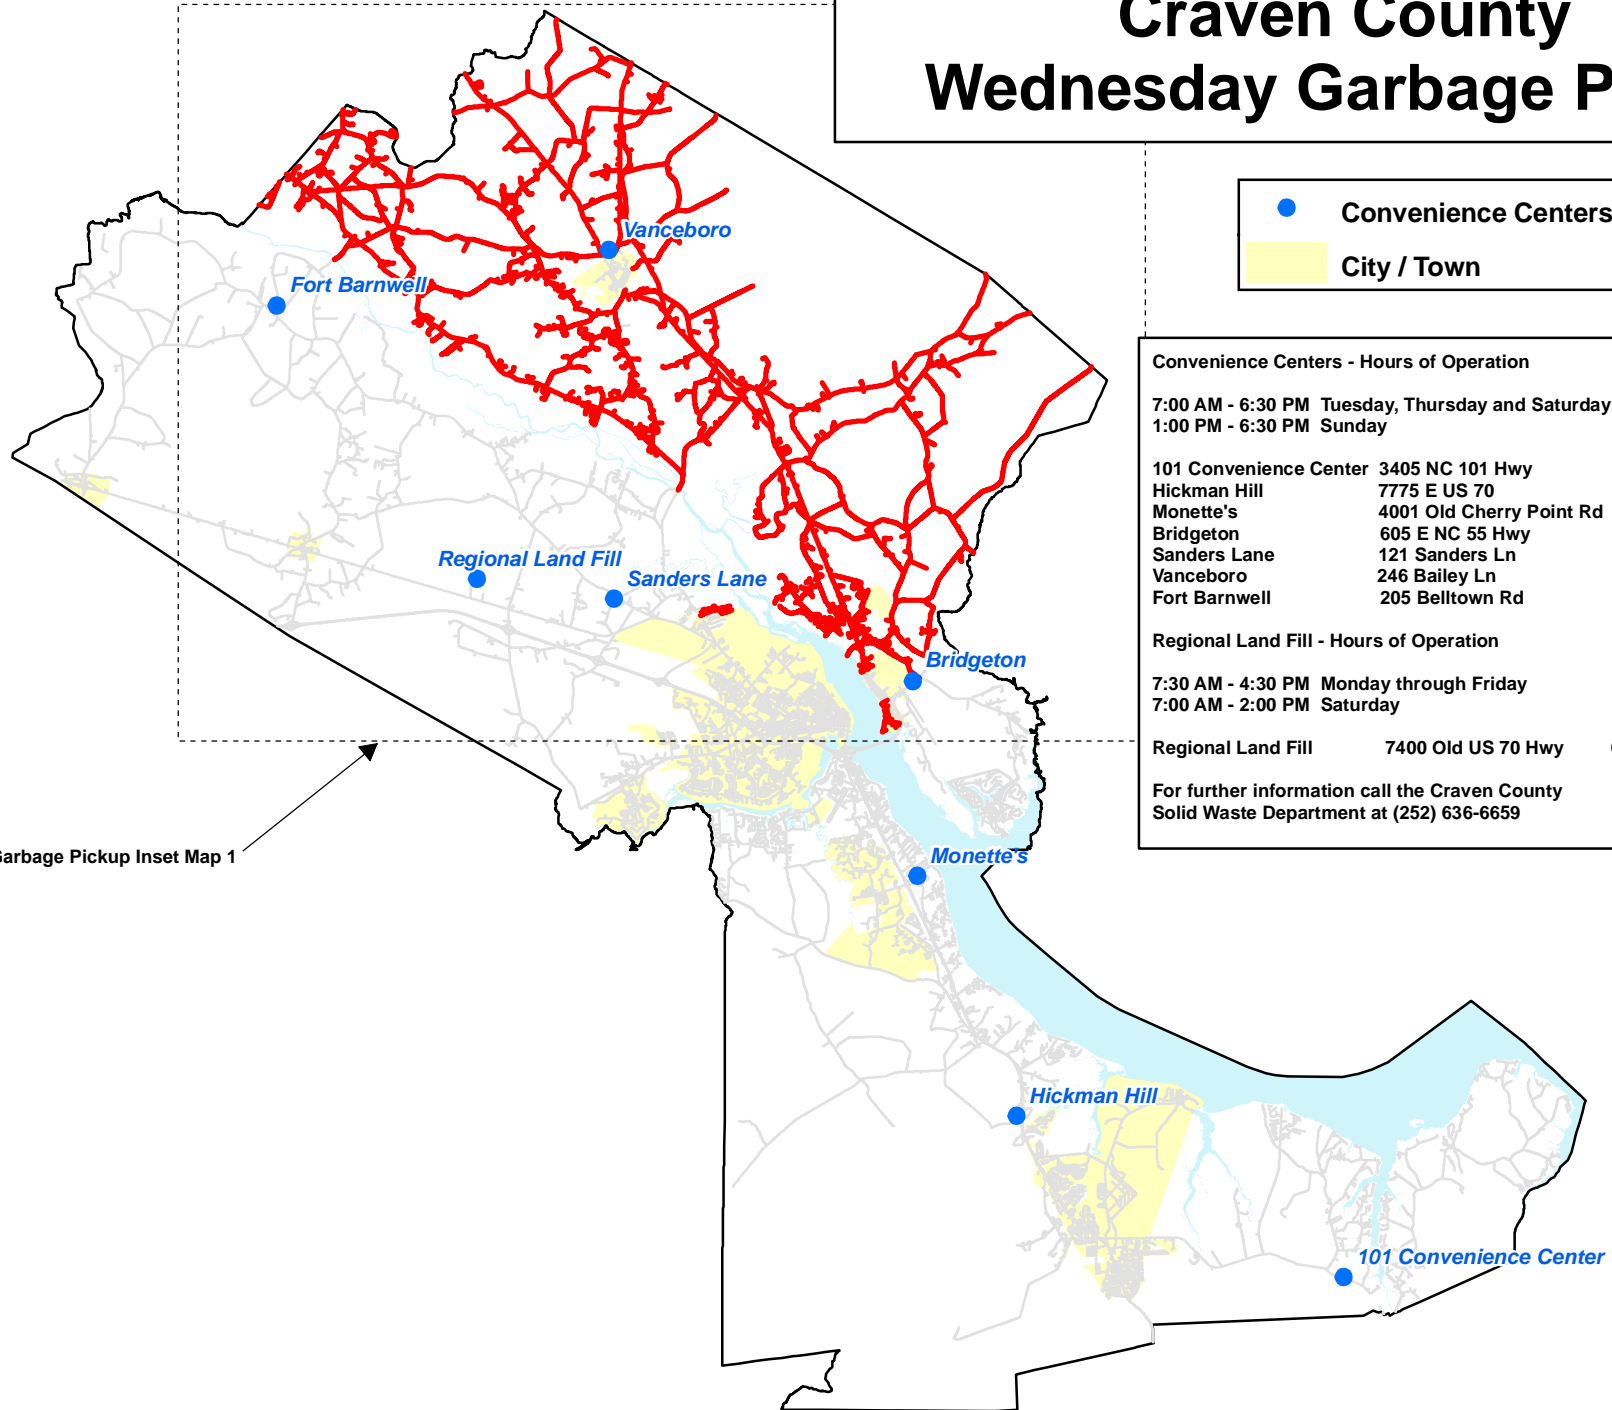 Craven County
Wednesday Garbage P
Convenience Centers
City / Town
Vanceboro
Fort Barnwell
Convenience Centers - Hours of Operation
7:00 AM - 6:30 PM Tuesday, Thursday and Saturday
1:00 PM - 6:30 PM Sunday
101 Convenience Center 3405 NC 101 Hwy
Hickman Hill 7775 E US 70
Monette's 4001 Old Cherry Point Rd
Bridgeton 605 E NC 55 Hwy
Sanders Lane 121 Sanders Ln
Vanceboro 246 Bailey Ln
Fort Barnwell 205 Belltown Rd
Regional Land Fill - Hours of Operation
7:30 AM - 4:30 PM Monday through Friday
7:00 AM - 2:00 PM Saturday
Regional Land Fill 7400 Old US 70 Hwy
For further information call the Craven County
Solid Waste Department at (252) 636-6659
Regional Land Fill
Sanders Lane
Bridgeton
Garbage Pickup Inset Map 1
Monette's
Hickman Hill
101 Convenience Center